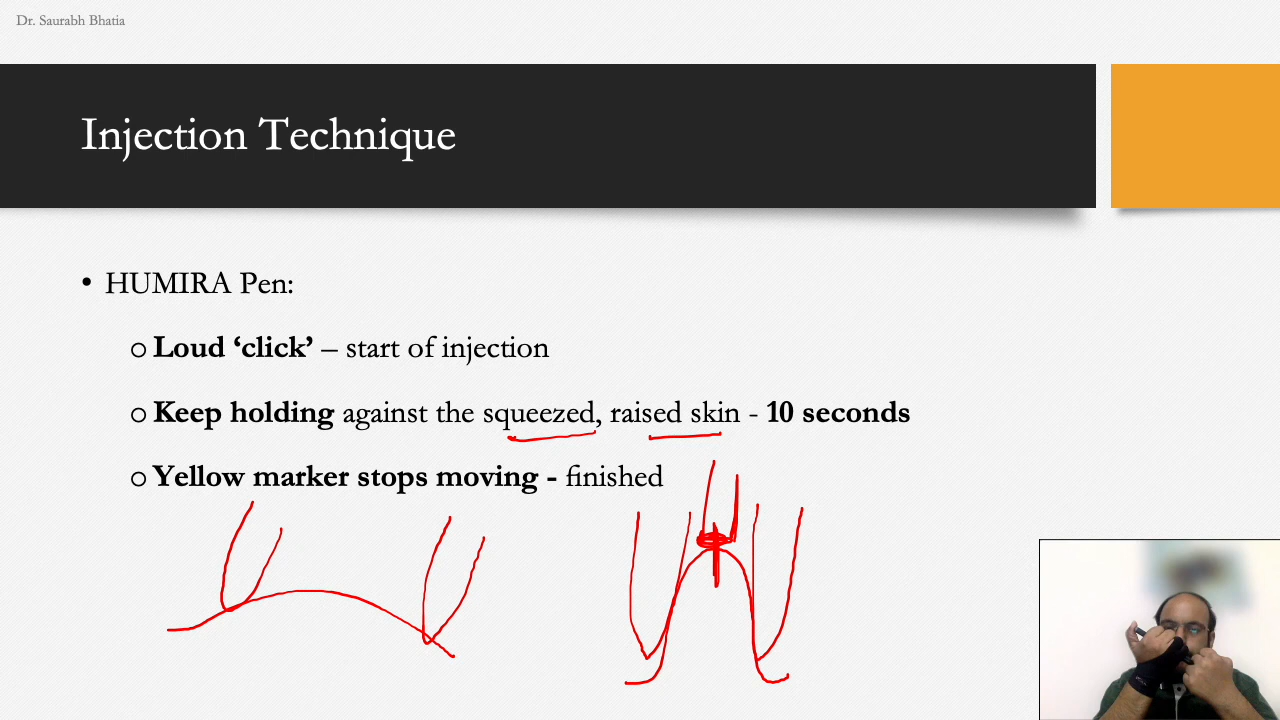 Dr. Saurabh Bhatia
Injection Technique
• HUMIRA Pen:
o Loud ‘click’ – start of injection
o Keep holding against the squeezed, raised skin - 10 seconds
o Yellow marker stops moving - finished